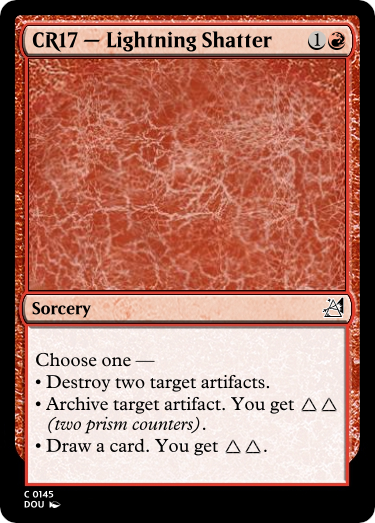 CR17 — Lightning Shatter 1
Sorcery
Choose one —
• Destroy two target artifacts.
• Archive target artifact. You get △△
(two prism counters).
• Draw a card. You get △△.
C 0145
DOU